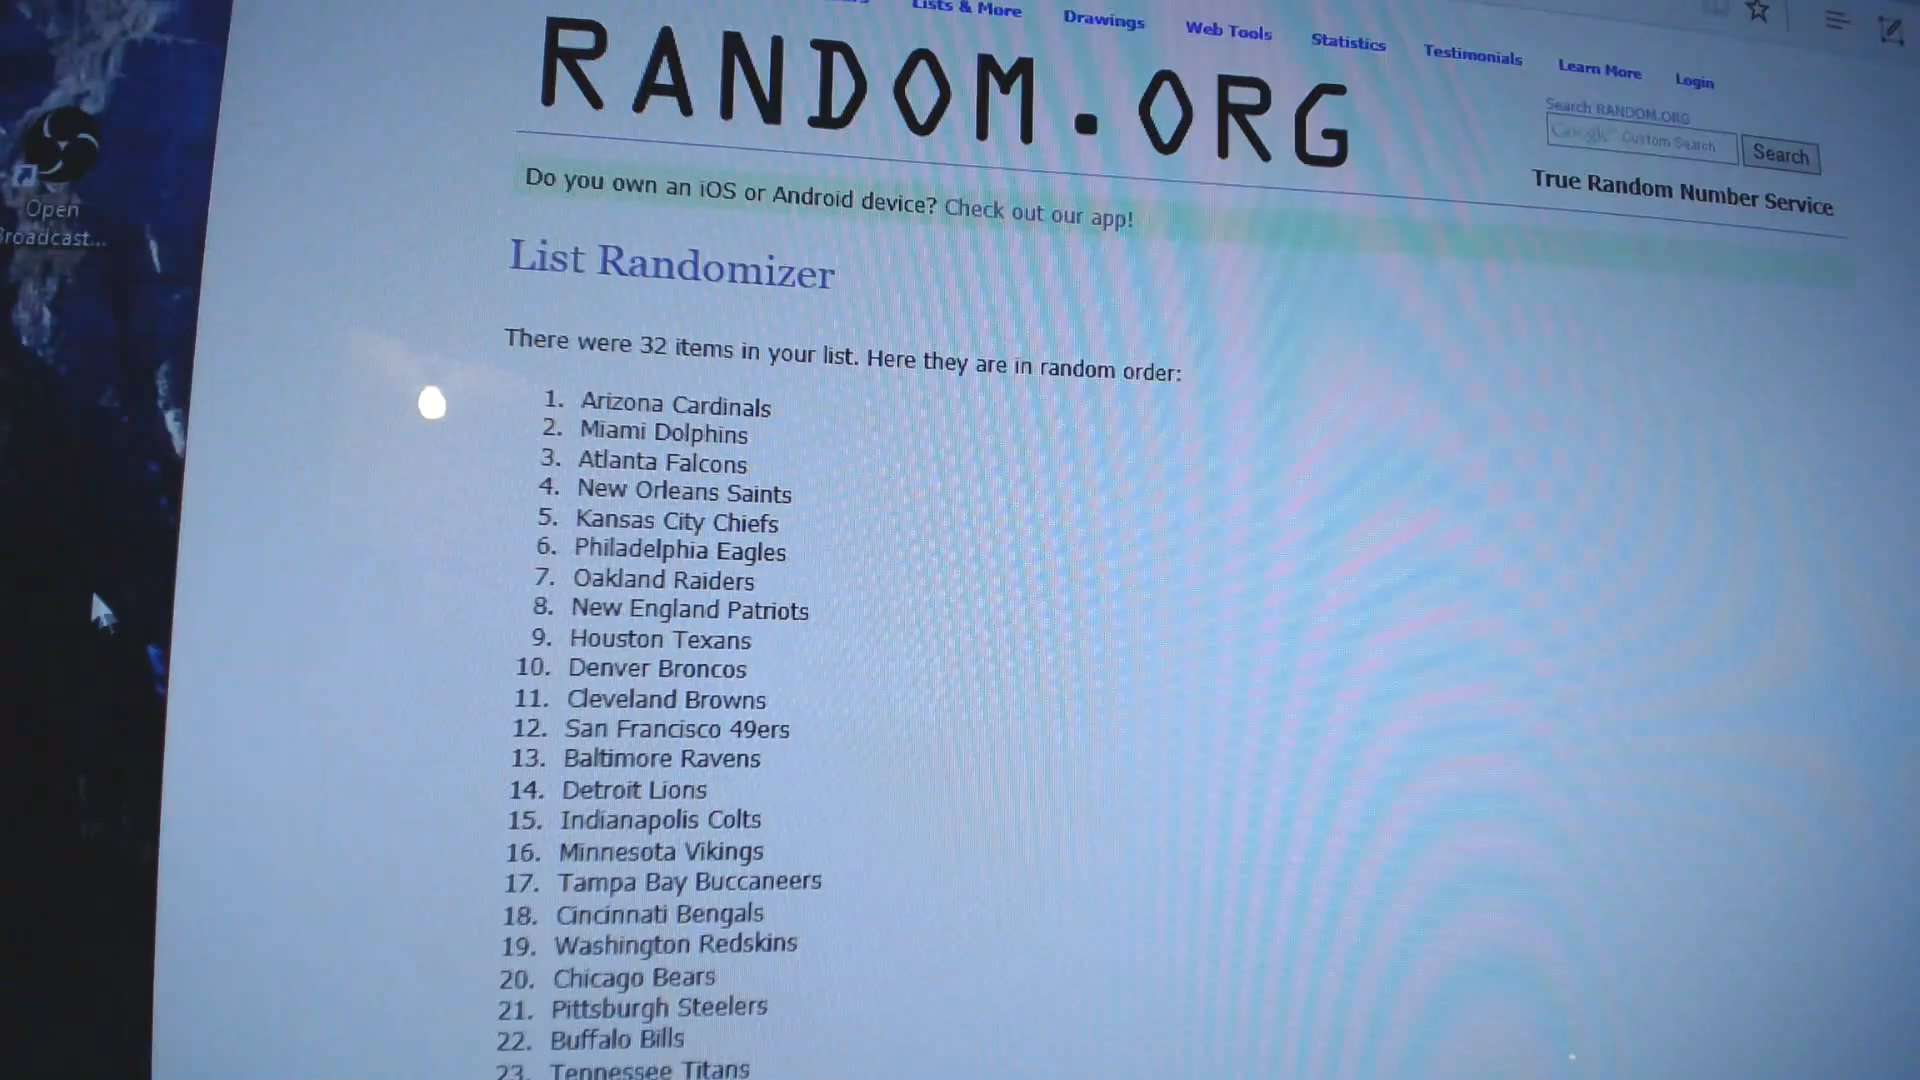 Lists & More Drawings Web Tools Statistics Testimonials Learn More Login
RANDOM.ORG
Search RANDOM.ORG
Google Custom Search Search
True Random Number Service
Do you own an iOS or Android device? Check out our app!
List Randomizer
There were 32 items in your list. Here they are in random order:
1. Arizona Cardinals
2. Miami Dolphins
3. Atlanta Falcons
4. New Orleans Saints
5. Kansas City Chiefs
6. Philadelphia Eagles
7. Oakland Raiders
8. New England Patriots
9. Houston Texans
10. Denver Broncos
11. Cleveland Browns
12. San Francisco 49ers
13. Baltimore Ravens
14. Detroit Lions
15. Indianapolis Colts
16. Minnesota Vikings
17. Tampa Bay Buccaneers
18. Cincinnati Bengals
19. Washington Redskins
20. Chicago Bears
21. Pittsburgh Steelers
22. Buffalo Bills
23. Tennessee Titans
Open
Broadcast...